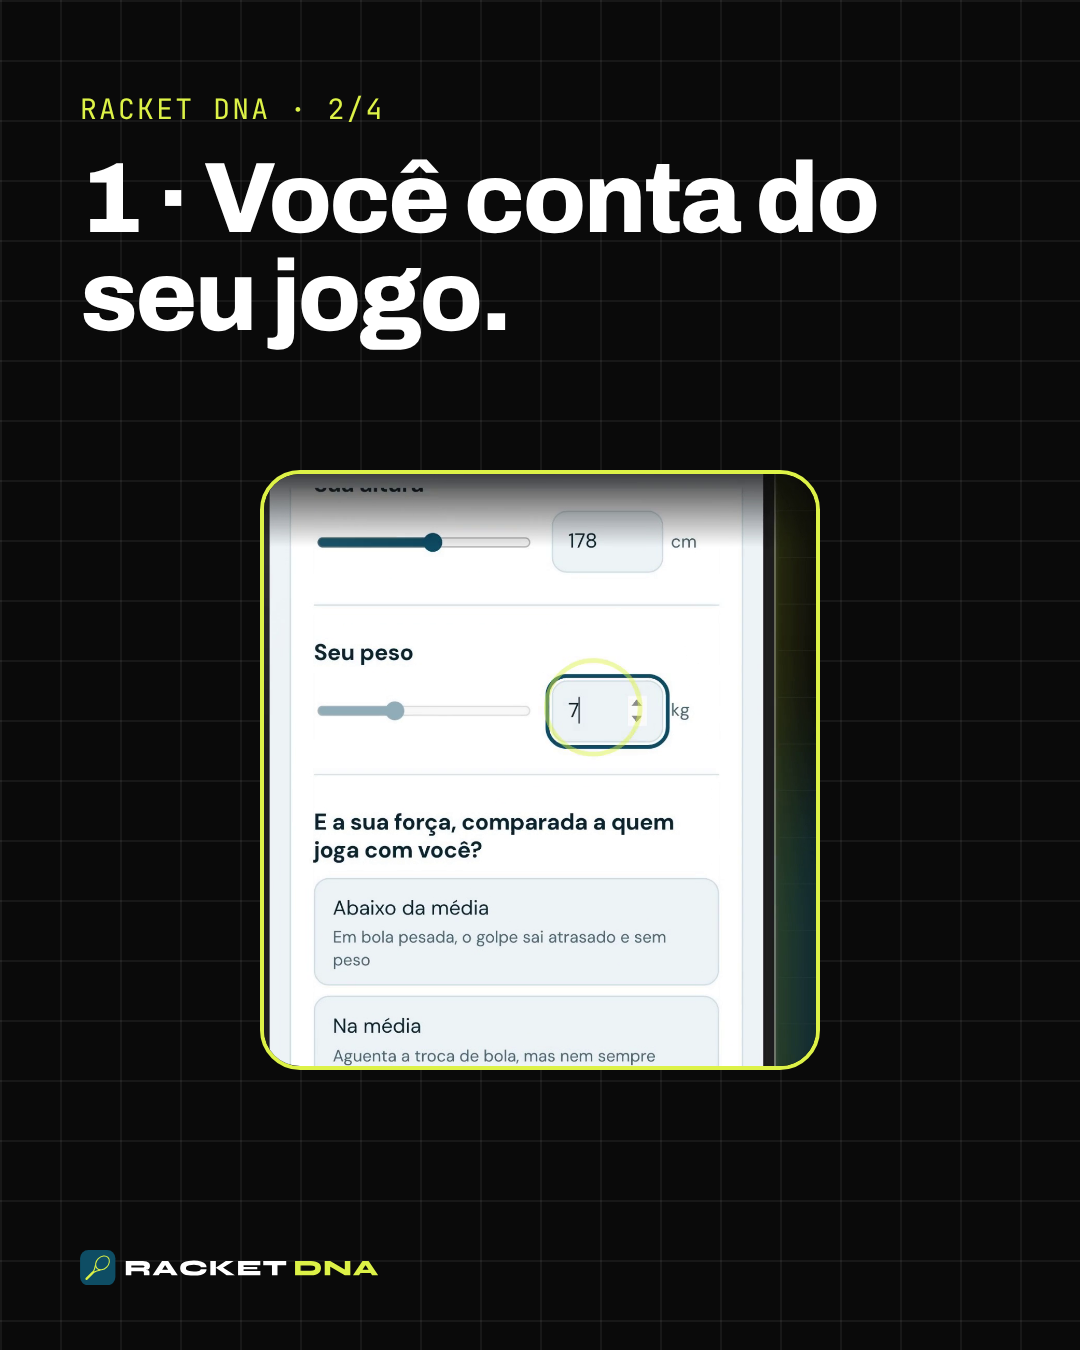 RACKET DNA · 2/4
1 · Você conta do
seu jogo.
Sua altura
178 cm
Seu peso
7 kg
E a sua força, comparada a quem
joga com você?
Abaixo da média
Em bola pesada, o golpe sai atrasado e sem
peso
Na média
Aguenta a troca de bola, mas nem sempre
RACKET DNA